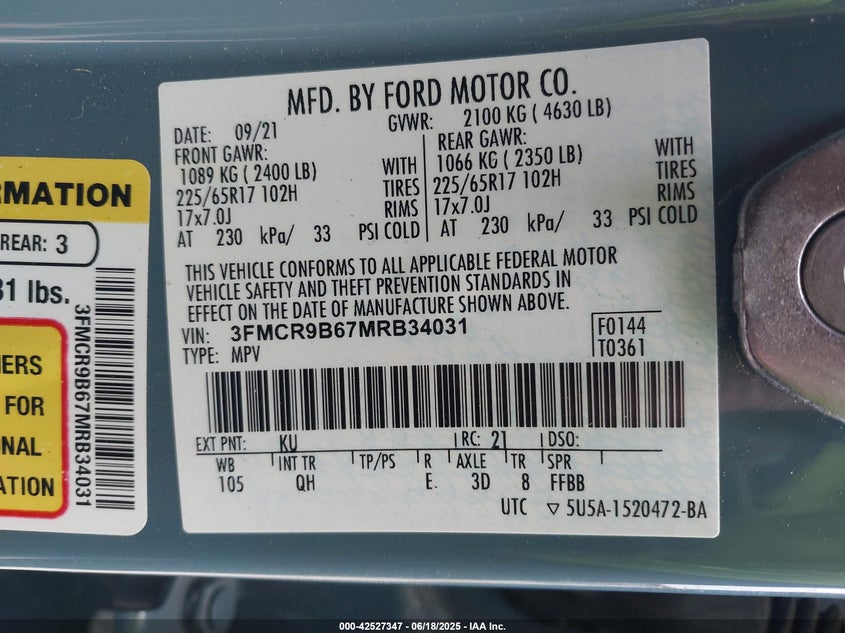 MFD. BY FORD MOTOR CO.
DATE: 09/21 GVWR: 2100 KG ( 4630 LB)
FRONT GAWR: REAR GAWR:
1089 KG ( 2400 LB) WITH 1066 KG ( 2350 LB) WITH
225/65R17 102H TIRES 225/65R17 102H TIRES
17x7.0J RIMS 17x7.0J RIMS
AT 230 kPa/ 33 PSI COLD AT 230 kPa/ 33 PSI COLD
THIS VEHICLE CONFORMS TO ALL APPLICABLE FEDERAL MOTOR
VEHICLE SAFETY AND THEFT PREVENTION STANDARDS IN
EFFECT ON THE DATE OF MANUFACTURE SHOWN ABOVE.
VIN: 3FMCR9B67MRB34031 F0144
TYPE: MPV T0361
EXT PNT: KU RC: 21 DSO:
WB INT TR TP/PS R AXLE TR SPR
105 QH E. 3D 8 FFBB
UTC ▽ 5U5A-1520472-BA
RMATION
REAR: 3
31 lbs.
3FMCR9B67MRB34031
FOR
000-42527347 - 06/18/2025 - IAA Inc.